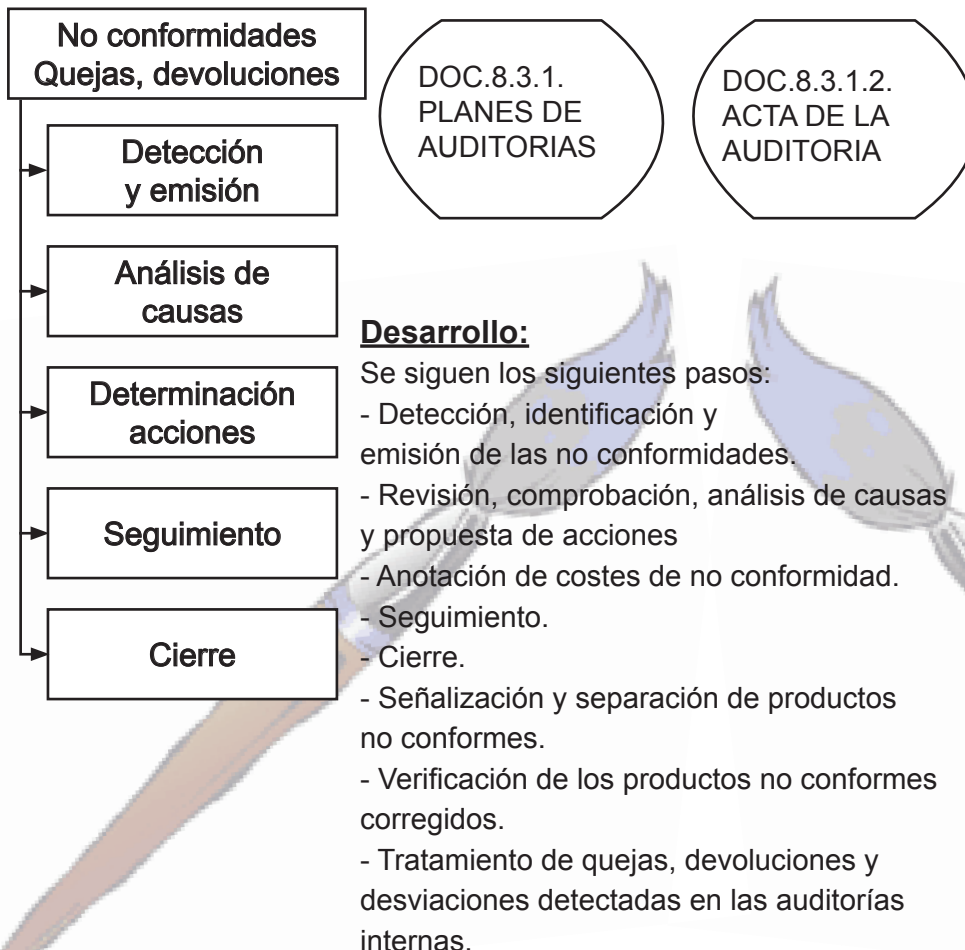 No conformidades
Quejas, devoluciones
Detección
y emisión
Análisis de
causas
Determinación
acciones
Seguimiento
Cierre
DOC.8.3.1.
PLANES DE
AUDITORIAS
DOC.8.3.1.2.
ACTA DE LA
AUDITORIA
Desarrollo:
Se siguen los siguientes pasos:
- Detección, identificación y
emisión de las no conformidades.
- Revisión, comprobación, análisis de causas
y propuesta de acciones
- Anotación de costes de no conformidad.
- Seguimiento.
- Cierre.
- Señalización y separación de productos
no conformes.
- Verificación de los productos no conformes
corregidos.
- Tratamiento de quejas, devoluciones y
desviaciones detectadas en las auditorías
internas.